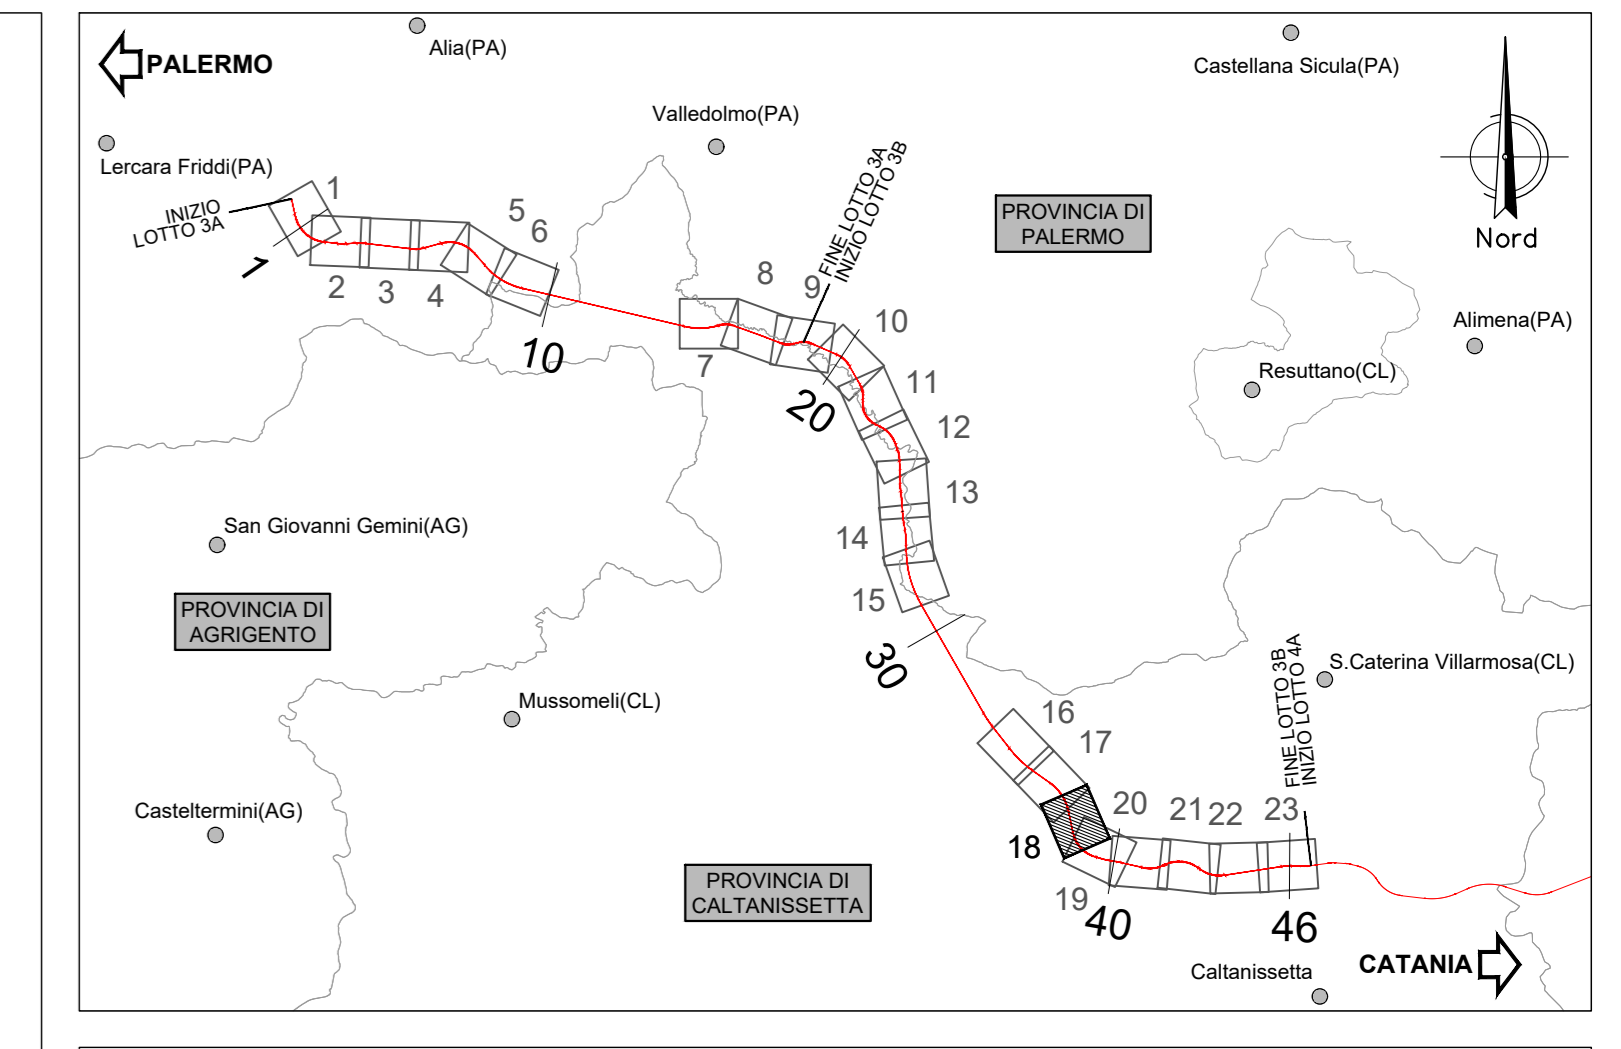 Alia(PA)
PALERMO
Castellana Sicula(PA)
Valledolmo(PA)
Lercara Friddi(PA)
INIZIO
LOTTO 3A
1
1
2
3
4
5
6
10
7
8
9
FINE LOTTO 3A
INIZIO LOTTO 3B
PROVINCIA DI
PALERMO
Nord
10
20
11
12
Alimena(PA)
Resuttano(CL)
13
14
15
San Giovanni Gemini(AG)
PROVINCIA DI
AGRIGENTO
30
Mussomeli(CL)
16
17
FINE LOTTO 3B
INIZIO LOTTO 4A
S.Caterina Villarmosa(CL)
Casteltermini(AG)
18
19
20
21
22
23
40
46
PROVINCIA DI
CALTANISSETTA
Caltanissetta
CATANIA